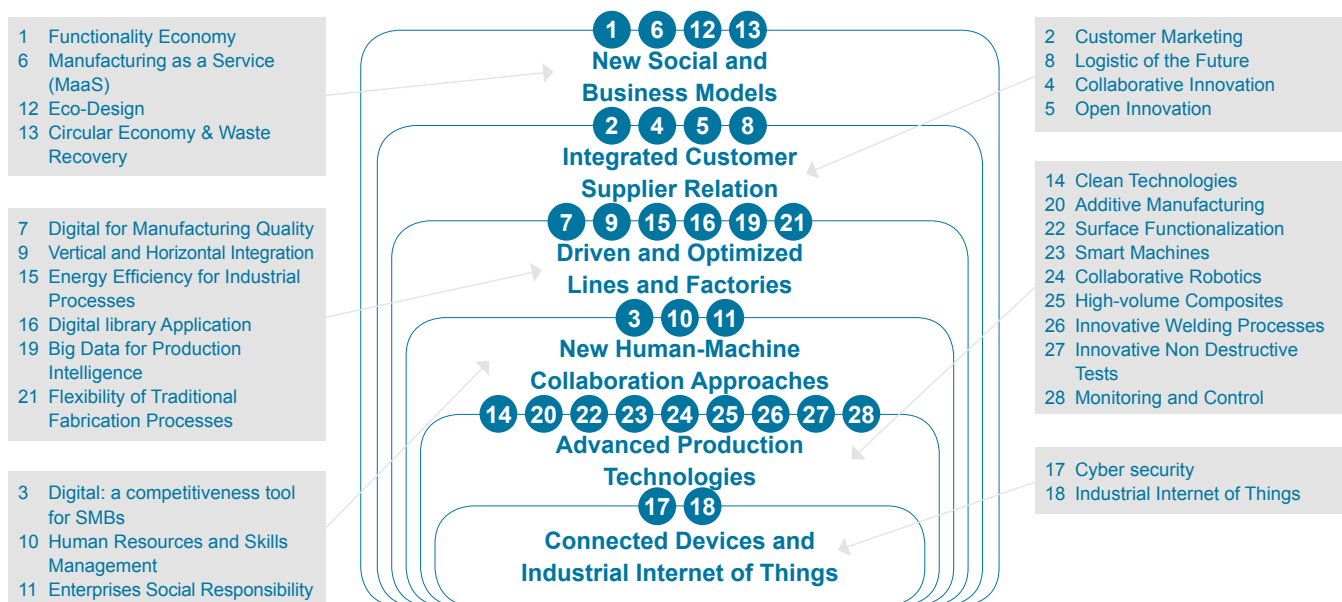 1 Functionality Economy
6 Manufacturing as a Service
(MaaS)
12 Eco-Design
13 Circular Economy & Waste
Recovery
7 Digital for Manufacturing Quality
9 Vertical and Horizontal Integration
15 Energy Efficiency for Industrial
Processes
16 Digital library Application
19 Big Data for Production
Intelligence
21 Flexibility of Traditional
Fabrication Processes
3 Digital: a competitiveness tool
for SMBs
10 Human Resources and Skills
Management
11 Enterprises Social Responsibility
1 6 12 13
New Social and
Business Models
2 4 5 8
Integrated Customer
Supplier Relation
7 9 15 16 19 21
Driven and Optimized
Lines and Factories
3 10 11
New Human-Machine
Collaboration Approaches
14 20 22 23 24 25 26 27 28
Advanced Production
Technologies
17 18
Connected Devices and
Industrial Internet of Things
2 Customer Marketing
8 Logistic of the Future
4 Collaborative Innovation
5 Open Innovation
14 Clean Technologies
20 Additive Manufacturing
22 Surface Functionalization
23 Smart Machines
24 Collaborative Robotics
25 High-volume Composites
26 Innovative Welding Processes
27 Innovative Non Destructive
Tests
28 Monitoring and Control
17 Cyber security
18 Industrial Internet of Things